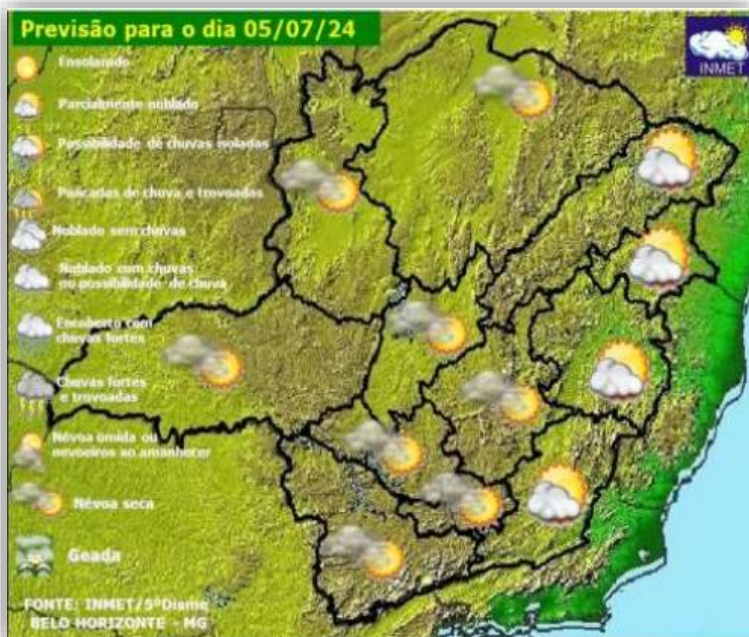 Previsão para o dia 05/07/24
INMET
Ensolarado
Parcialmente nublado
Possibilidade de chuvas isoladas
Pancadas de chuva e trovoadas
Nublado sem chuvas
Nublado com chuvas
ou possibilidade de chuva
Encoberto com
chuvas fortes
Chuvas fortes
e trovoadas
Névoa úmida ou
nevoeiros ao amanhecer
Névoa seca
Geada
FONTE: INMET/5ºDisme
BELO HORIZONTE - MG